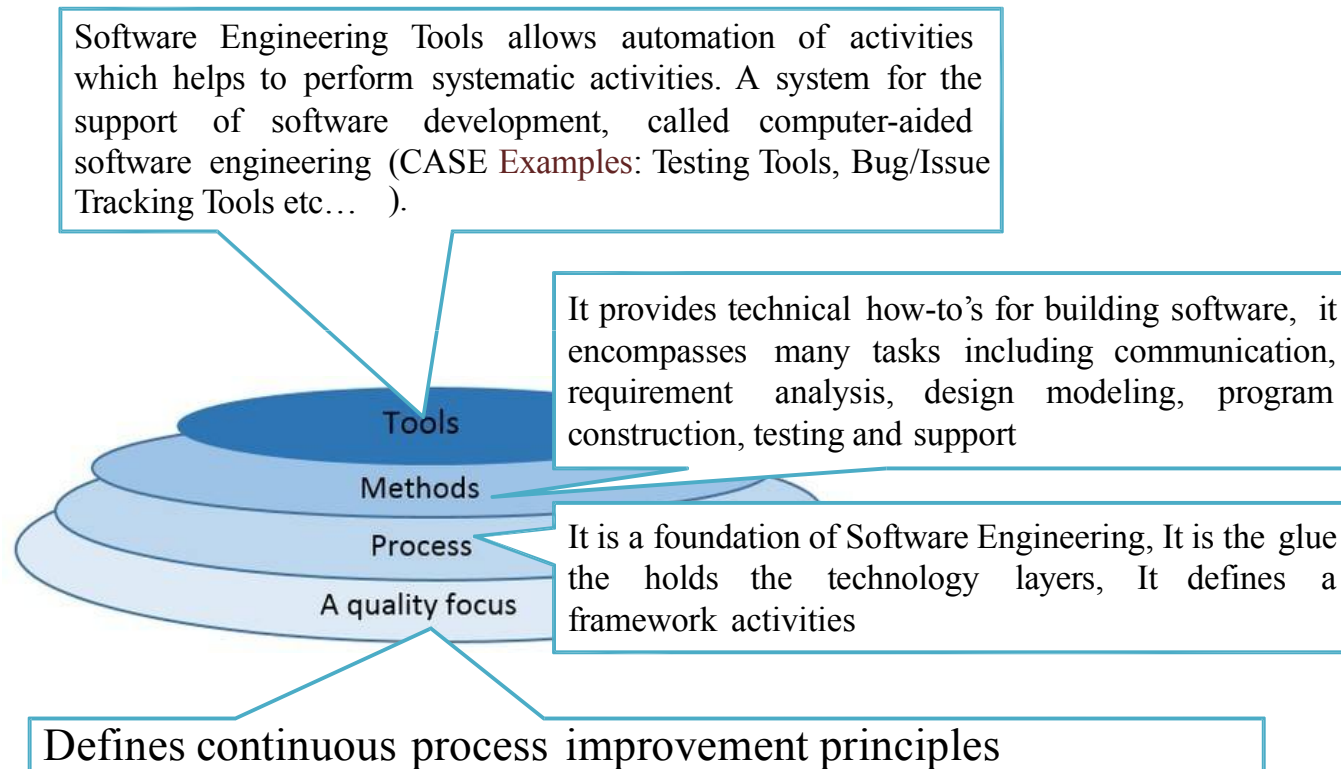 Software Engineering Tools allows automation of activities
which helps to perform systematic activities. A system for the
support of software development, called computer-aided
software engineering (CASE Examples: Testing Tools, Bug/Issue
Tracking Tools etc… ).
It provides technical how-to’s for building software, it
encompasses many tasks including communication,
requirement analysis, design modeling, program
construction, testing and support
Tools
Methods
Process
A quality focus
It is a foundation of Software Engineering, It is the glue
the holds the technology layers, It defines a
framework activities
Defines continuous process improvement principles